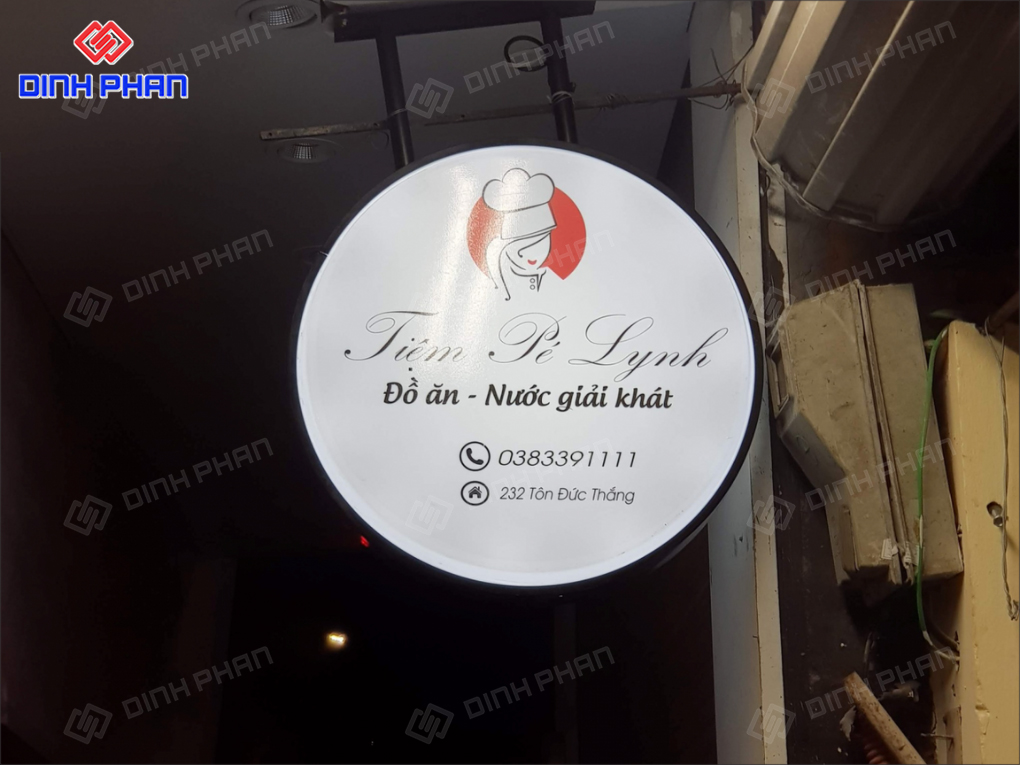 DINH PHAN
Tiệm Pé Lynh
Đồ ăn - Nước giải khát
0383391111
232 Tôn Đức Thắng